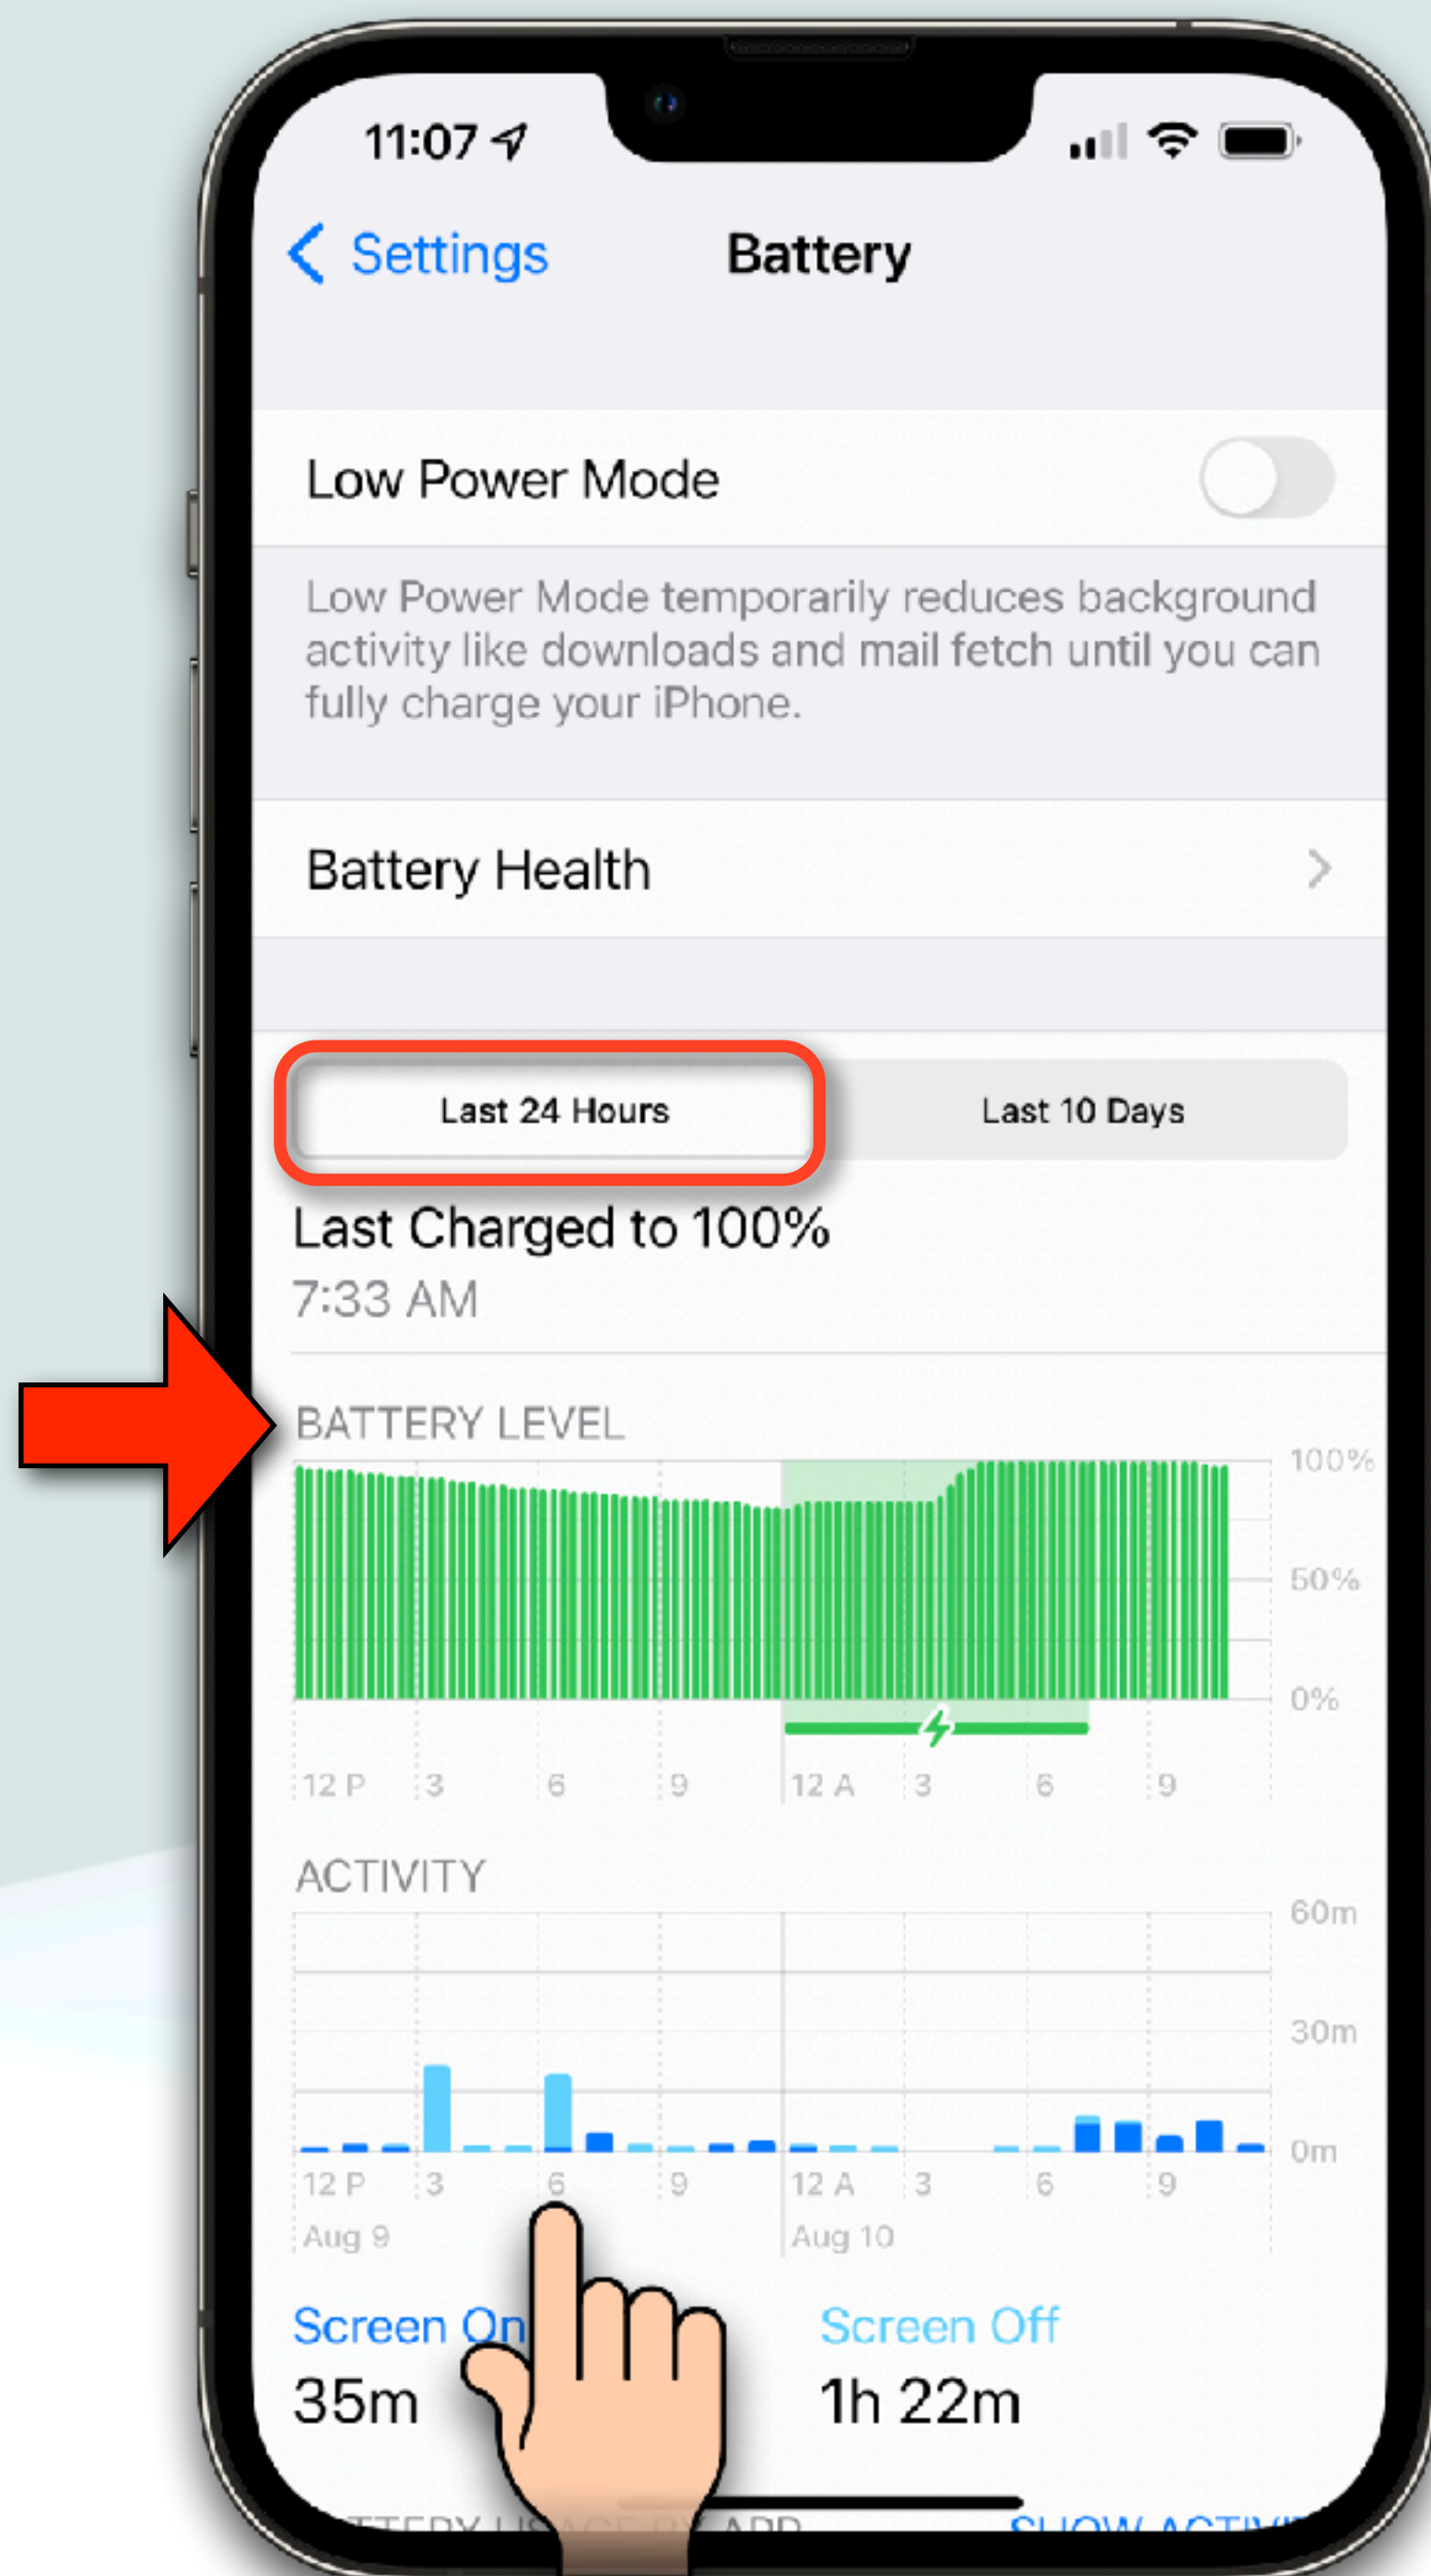 11:07
Settings
Battery
Low Power Mode
Low Power Mode temporarily reduces background
activity like downloads and mail fetch until you can
fully charge your iPhone.
Battery Health
Last 24 Hours
Last 10 Days
Last Charged to 100%
7:33 AM
BATTERY LEVEL
100%
50%
0%
12 P 3 6 9 12 A 3 6 9
ACTIVITY
60m
30m
0m
12 P 3 6 9 12 A 3 6 9
Aug 9 Aug 10
Screen On Screen Off
35m 1h 22m
APP SHOW